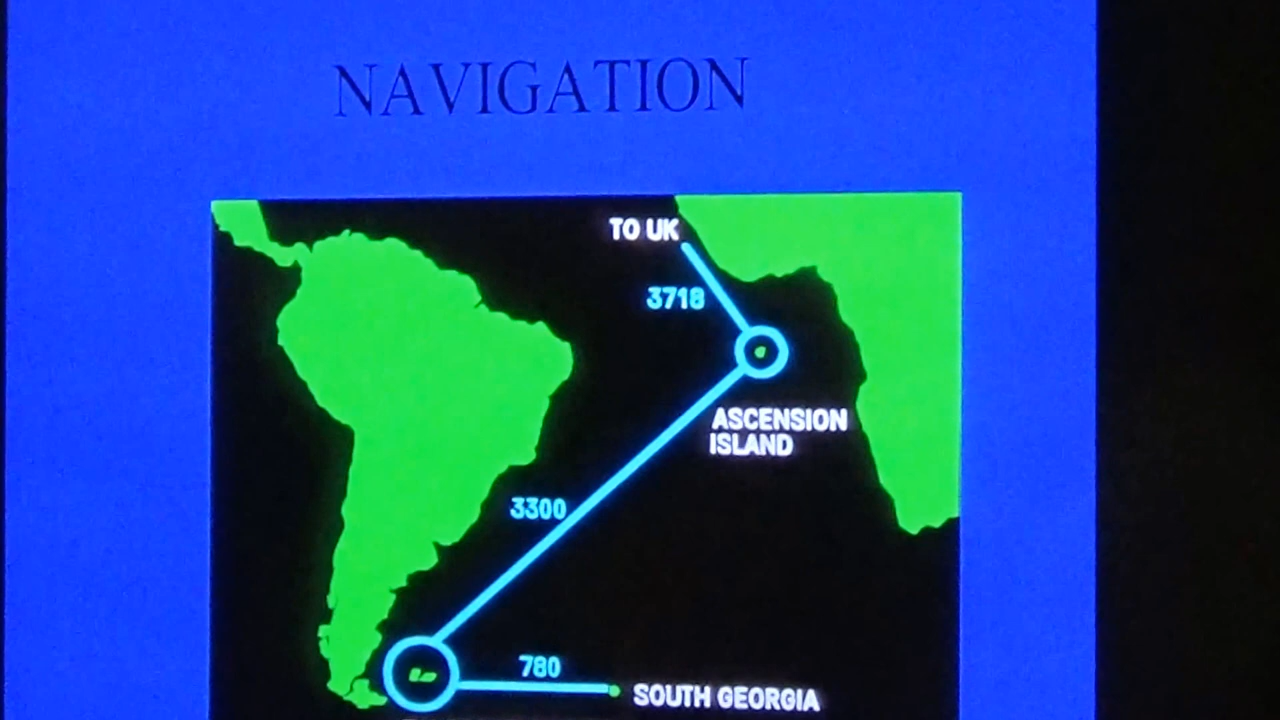 NAVIGATION
TO UK
3718
ASCENSION
ISLAND
3300
780
SOUTH GEORGIA